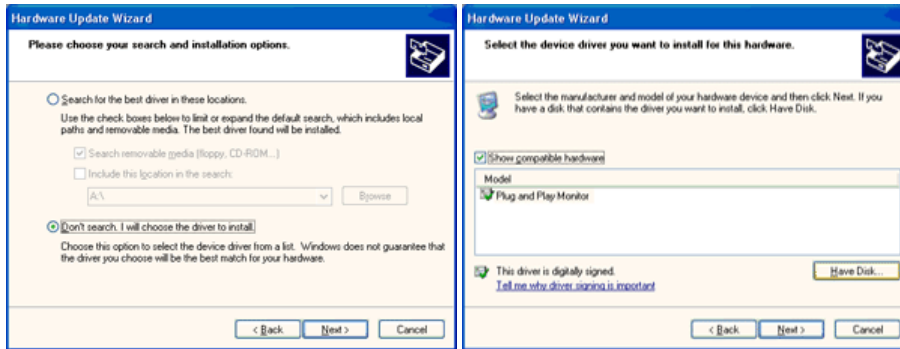 Hardware Update Wizard
Please choose your search and installation options.
Search for the best driver in these locations.
Use the check boxes below to limit or expand the default search, which includes local
paths and removable media. The best driver found will be installed.
Search removable media (floppy, CD-ROM...)
Include this location in the search:
A:\
Browse
Don't search. I will choose the driver to install.
Choose this option to select the device driver from a list. Windows does not guarantee that
the driver you choose will be the best match for your hardware.
< Back
Next >
Cancel
Hardware Update Wizard
Select the device driver you want to install for this hardware.
Select the manufacturer and model of your hardware device and then click Next. If you
have a disk that contains the driver you want to install, click Have Disk.
Show compatible hardware
Model
Plug and Play Monitor
This driver is digitally signed.
Have Disk...
Tell me why driver signing is important
< Back
Next >
Cancel